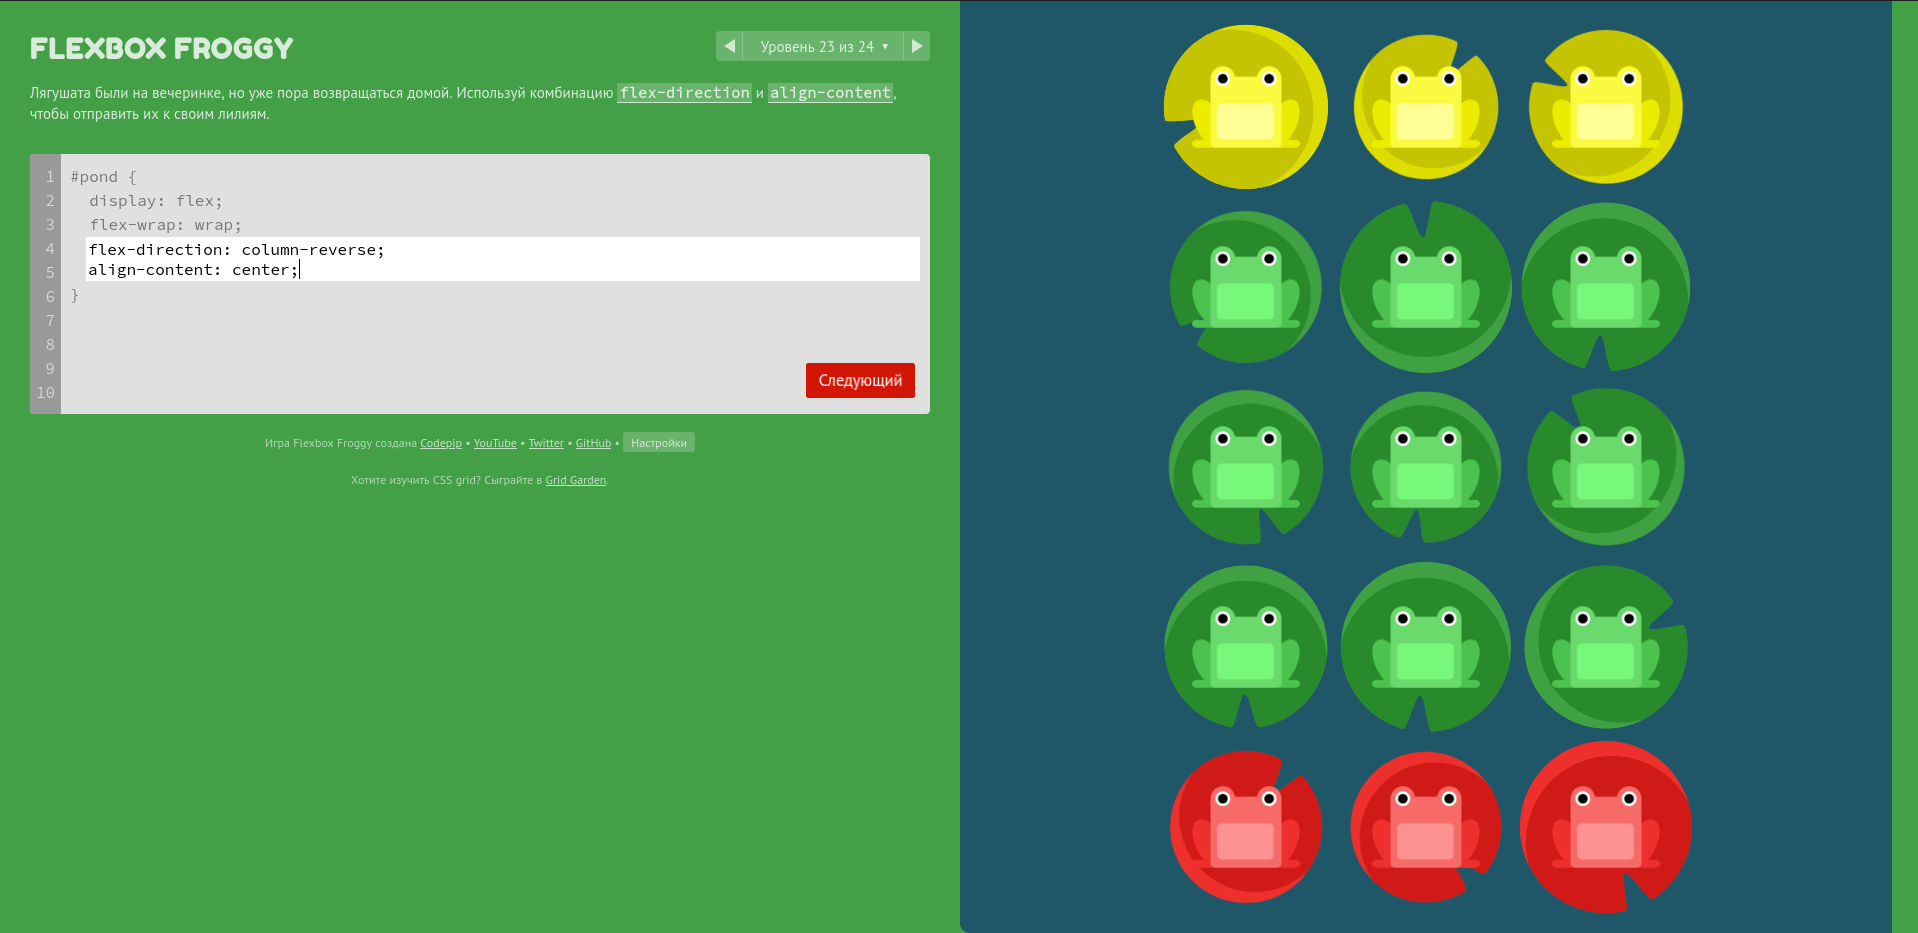 FLEXBOX FROGGY
Уровень 23 из 24 ▼
Лягушата были на вечеринке, но уже пора возвращаться домой. Используй комбинацию flex-direction и align-content,
чтобы отправить их к своим лилиям.
1 #pond {
2 display: flex;
3 flex-wrap: wrap;
4 flex-direction: column-reverse;
5 align-content: center;
6 }
7
8
9
10
Следующий
Игра Flexbox Froggy создана Codepip • YouTube • Twitter • GitHub • Настройки
Хотите изучить CSS grid? Сыграйте в Grid Garden.